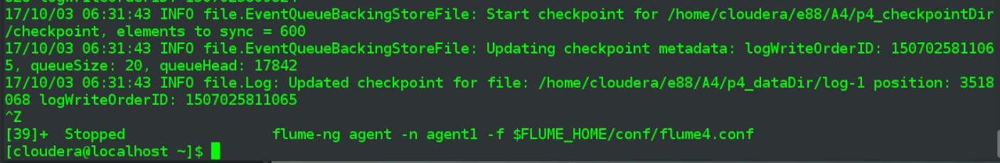 17/10/03 06:31:43 INFO file.EventQueueBackingStoreFile: Start checkpoint for /home/cloudera/e88/A4/p4_checkpointDir
/checkpoint, elements to sync = 600
17/10/03 06:31:43 INFO file.EventQueueBackingStoreFile: Updating checkpoint metadata: logWriteOrderID: 150702581106
5, queueSize: 20, queueHead: 17842
17/10/03 06:31:43 INFO file.Log: Updated checkpoint for file: /home/cloudera/e88/A4/p4_dataDir/log-1 position: 3518
068 logWriteOrderID: 1507025811065
^Z
[39]+  Stopped                 flume-ng agent -n agent1 -f $FLUME_HOME/conf/flume4.conf
[cloudera@localhost ~]$